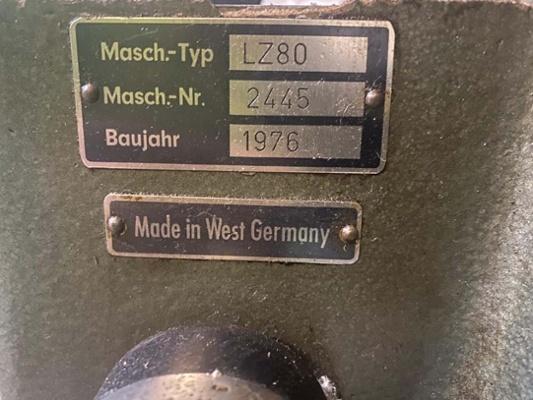 Masch.-Typ LZ80
Masch.-Nr. 2445
Baujahr 1976
Made in West Germany